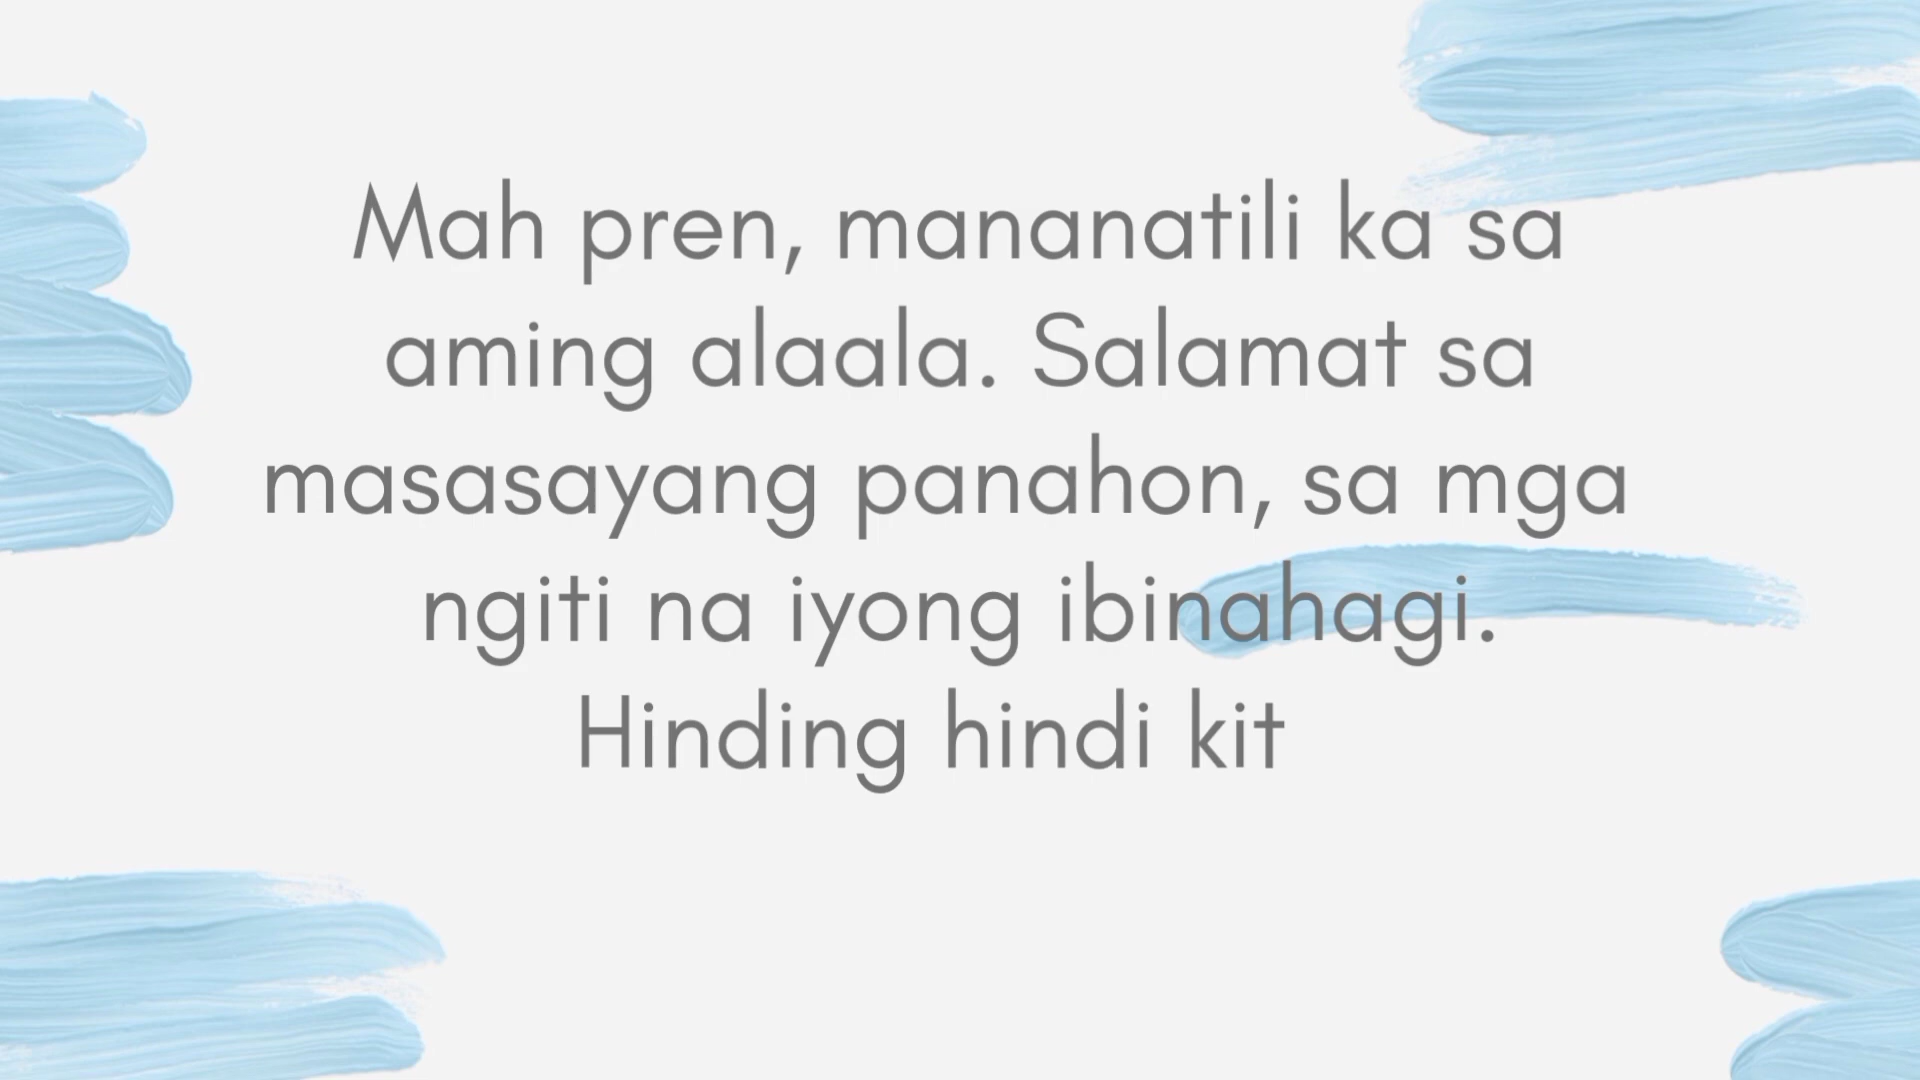 Mah pren, mananatili ka sa
aming alaala. Salamat sa
masasayang panahon, sa mga
ngiti na iyong ibinahagi.
Hinding hindi kit